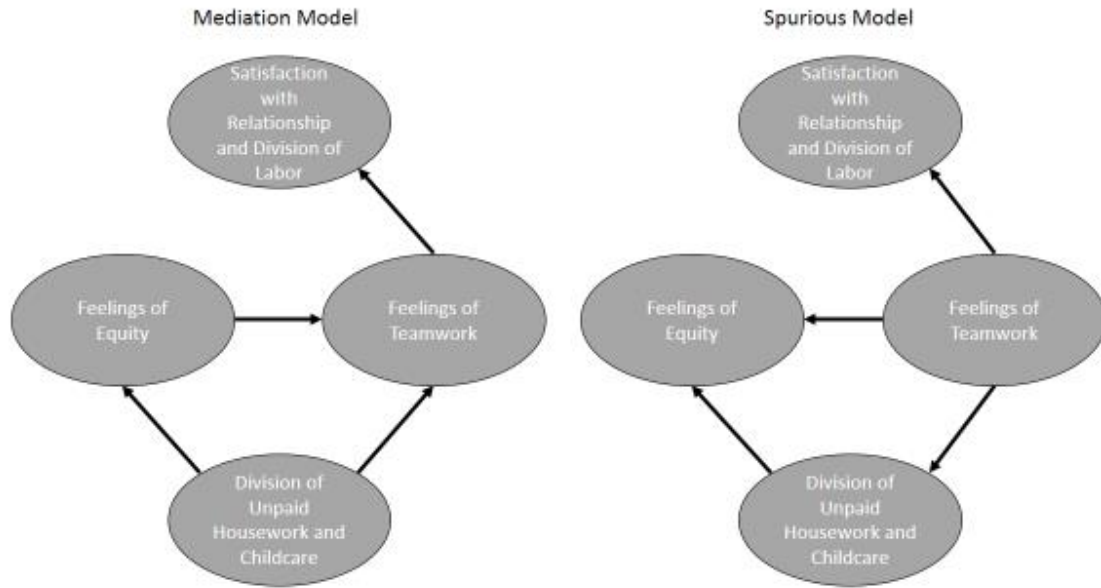 Mediation Model
Satisfaction
with
Relationship
and Division of
Labor
Feelings of
Equity
Feelings of
Teamwork
Division of
Unpaid
Housework and
Childcare
Spurious Model
Satisfaction
with
Relationship
and Division of
Labor
Feelings of
Equity
Feelings of
Teamwork
Division of
Unpaid
Housework and
Childcare